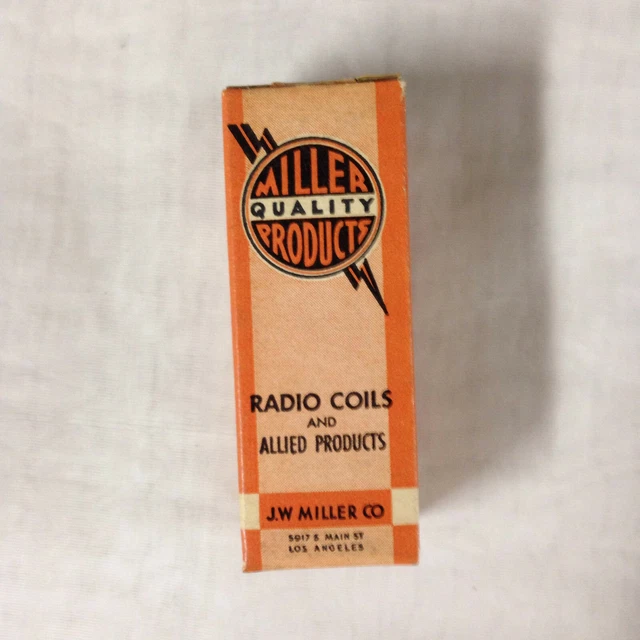 MILLER
QUALITY
PRODUCTS
RADIO COILS
AND
ALLIED PRODUCTS
J.W MILLER CO
5917 S. MAIN ST
LOS ANGELES